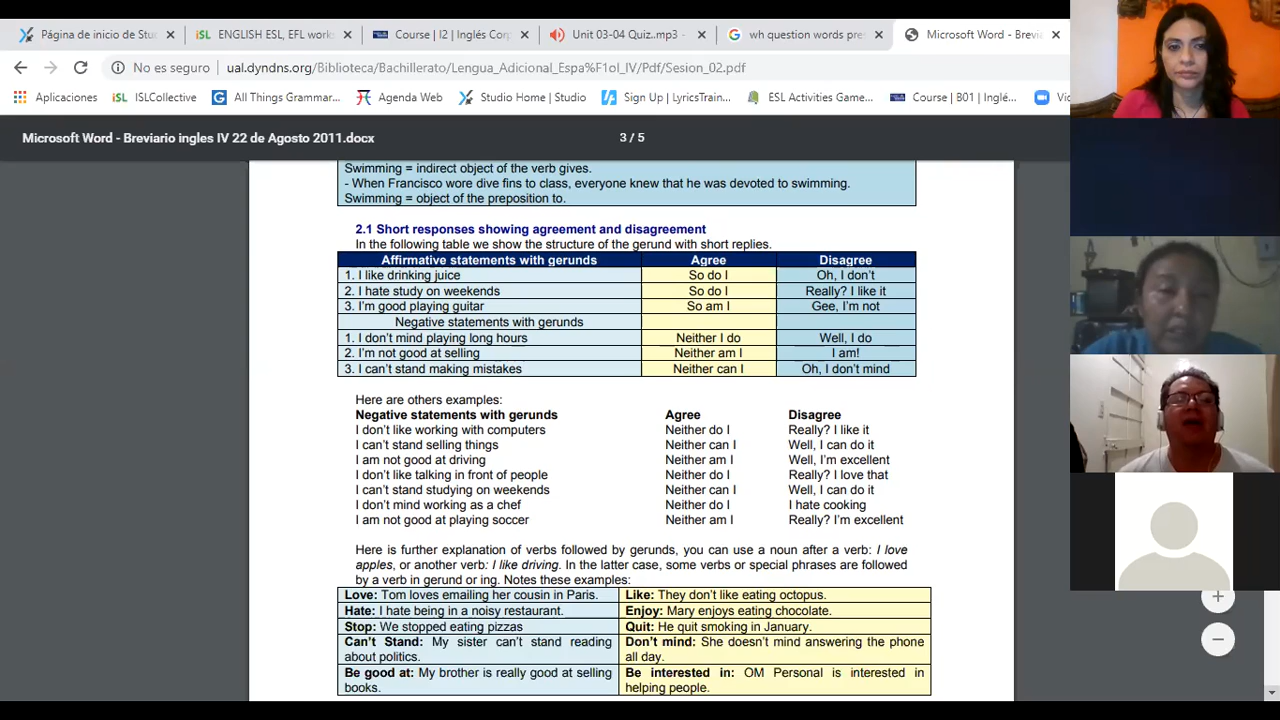 Página de inicio de Stu
ENGLISH ESL, EFL work
Course | I2 | Inglés Corp
Unit 03-04 Quiz.mp3 -
wh question words pre
Microsoft Word - Brevia
No es seguro
ual.dyndns.org/Biblioteca/Bachillerato/Lengua_Adicional_Espa%F1ol_IV/Pdf/Sesion_02.pdf
Aplicaciones
ISLCollective
All Things Grammar...
Agenda Web
Studio Home | Studio
Sign Up | LyricsTrain...
ESL Activities Game...
Course | B01 | Inglé...
Microsoft Word - Breviario ingles IV 22 de Agosto 2011.docx
3 / 5
Swimming = indirect object of the verb gives.
- When Francisco wore dive fins to class, everyone knew that he was devoted to swimming.
Swimming = object of the preposition to.
2.1 Short responses showing agreement and disagreement
In the following table we show the structure of the gerund with short replies.
Affirmative statements with gerunds Agree Disagree
1. I like drinking juice So do I Oh, I don't
2. I hate study on weekends So do I Really? I like it
3. I'm good playing guitar So am I Gee, I'm not
Negative statements with gerunds
1. I don't mind playing long hours Neither I do Well, I do
2. I'm not good at selling Neither am I I am!
3. I can't stand making mistakes Neither can I Oh, I don't mind
Here are others examples:
Negative statements with gerunds Agree Disagree
I don't like working with computers Neither do I Really? I like it
I can't stand selling things Neither can I Well, I can do it
I am not good at driving Neither am I Well, I'm excellent
I don't like talking in front of people Neither do I Really? I love that
I can't stand studying on weekends Neither can I Well, I can do it
I don't mind working as a chef Neither do I I hate cooking
I am not good at playing soccer Neither am I Really? I'm excellent
Here is further explanation of verbs followed by gerunds, you can use a noun after a verb: I love
apples, or another verb: I like driving. In the latter case, some verbs or special phrases are followed
by a verb in gerund or ing. Notes these examples:
Love: Tom loves emailing her cousin in Paris. Like: They don't like eating octopus.
Hate: I hate being in a noisy restaurant. Enjoy: Mary enjoys eating chocolate.
Stop: We stopped eating pizzas Quit: He quit smoking in January.
Can't Stand: My sister can't stand reading
about politics.
Don't mind: She doesn't mind answering the phone
all day.
Be good at: My brother is really good at selling
books.
Be interested in: OM Personal is interested in
helping people.